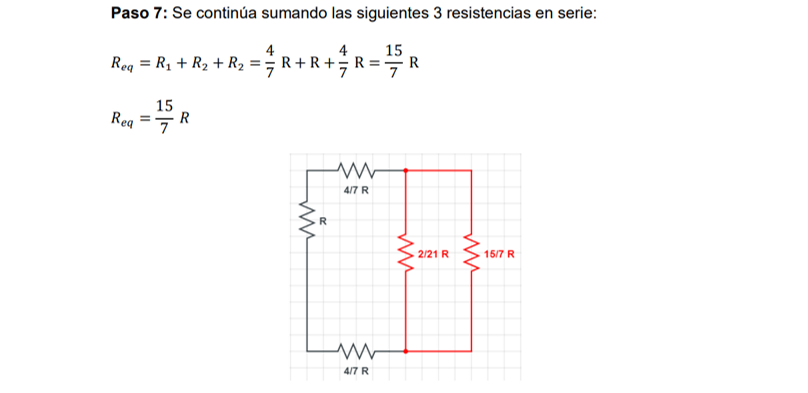 Paso 7: Se continúa sumando las siguientes 3 resistencias en serie:
R_eq = R_1 + R_2 + R_2 = 4/7 R + R + 4/7 R = 15/7 R
R_eq = 15/7 R
4/7 R
R
2/21 R
15/7 R
4/7 R